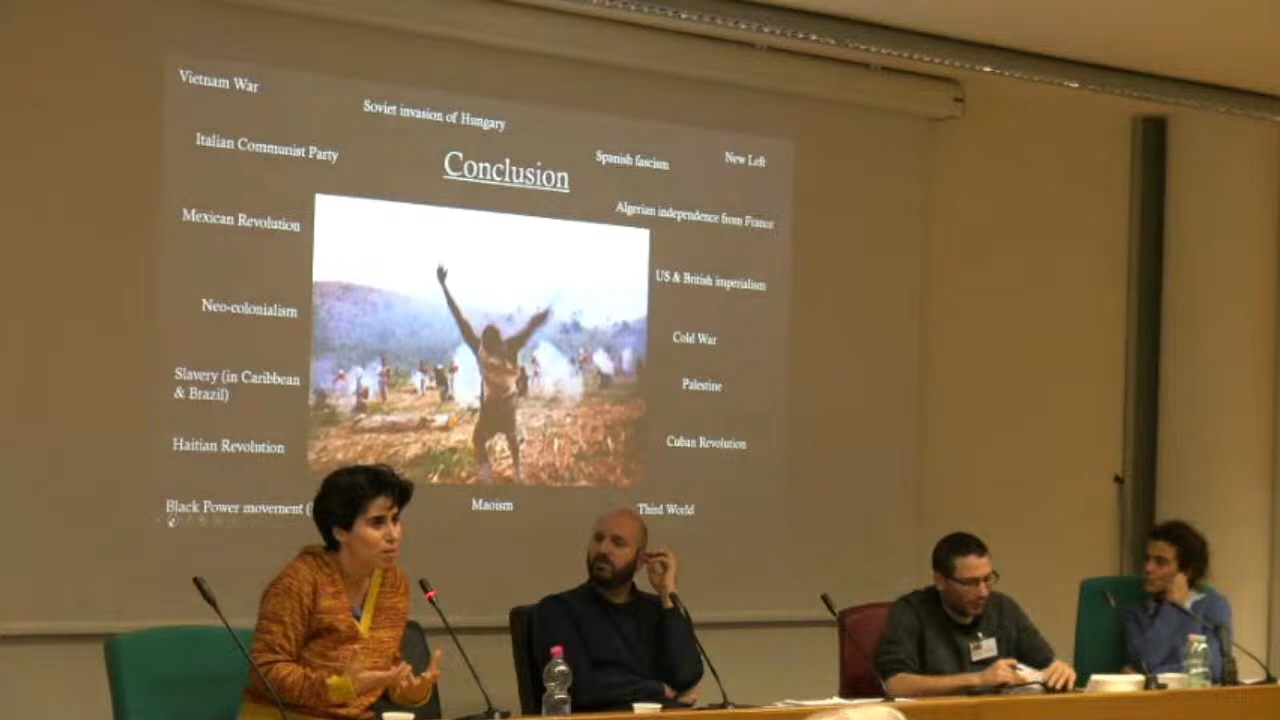 Vietnam War
Soviet invasion of Hungary
Italian Communist Party
Conclusion
Spanish fascism
New Left
Mexican Revolution
Algerian independence from France
US & British imperialism
Neo-colonialism
Cold War
Slavery (in Caribbean
& Brazil)
Palestine
Haitian Revolution
Cuban Revolution
Black Power movement (
Maoism
Third World